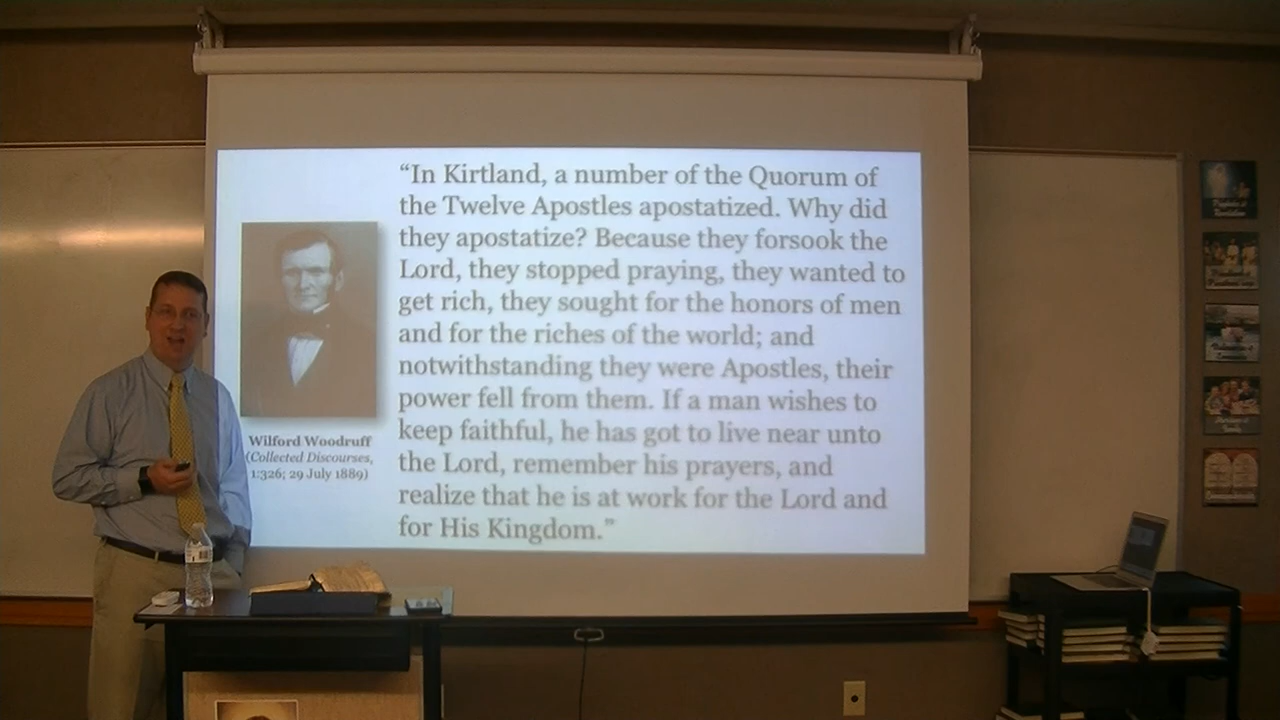 “In Kirtland, a number of the Quorum of
the Twelve Apostles apostatized. Why did
they apostatize? Because they forsook the
Lord, they stopped praying, they wanted to
get rich, they sought for the honors of men
and for the riches of the world; and
notwithstanding they were Apostles, their
power fell from them. If a man wishes to
keep faithful, he has got to live near unto
the Lord, remember his prayers, and
realize that he is at work for the Lord and
for His Kingdom.”
Wilford Woodruff
(Collected Discourses,
1:326; 29 July 1889)